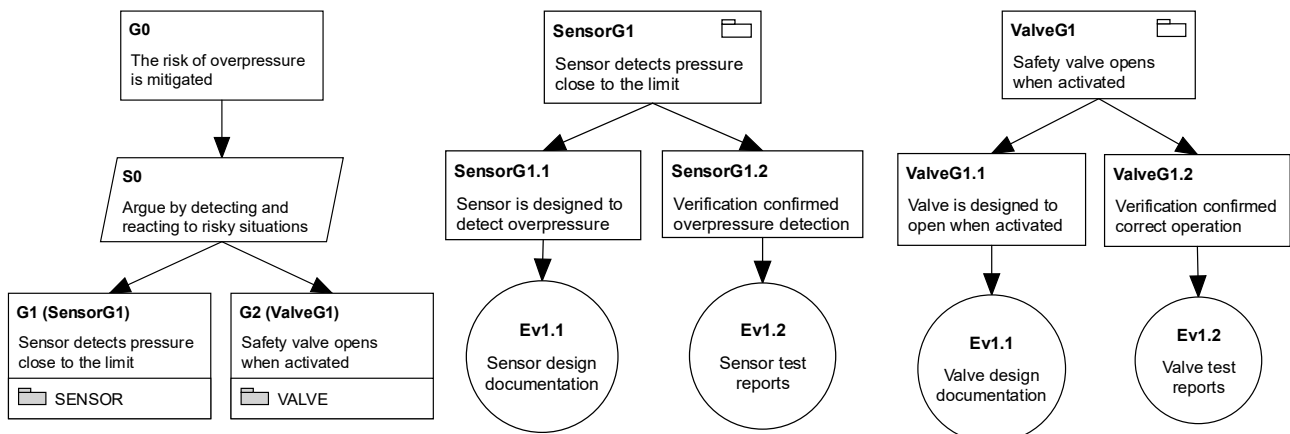 G0
The risk of overpressure
is mitigated
S0
Argue by detecting and
reacting to risky situations
G1 (SensorG1)
Sensor detects pressure
close to the limit
SENSOR
G2 (ValveG1)
Safety valve opens
when activated
VALVE
SensorG1
Sensor detects pressure
close to the limit
SensorG1.1
Sensor is designed to
detect overpressure
SensorG1.2
Verification confirmed
overpressure detection
Ev1.1
Sensor design
documentation
Ev1.2
Sensor test
reports
ValveG1
Safety valve opens
when activated
ValveG1.1
Valve is designed to
open when activated
ValveG1.2
Verification confirmed
correct operation
Ev1.1
Valve design
documentation
Ev1.2
Valve test
reports